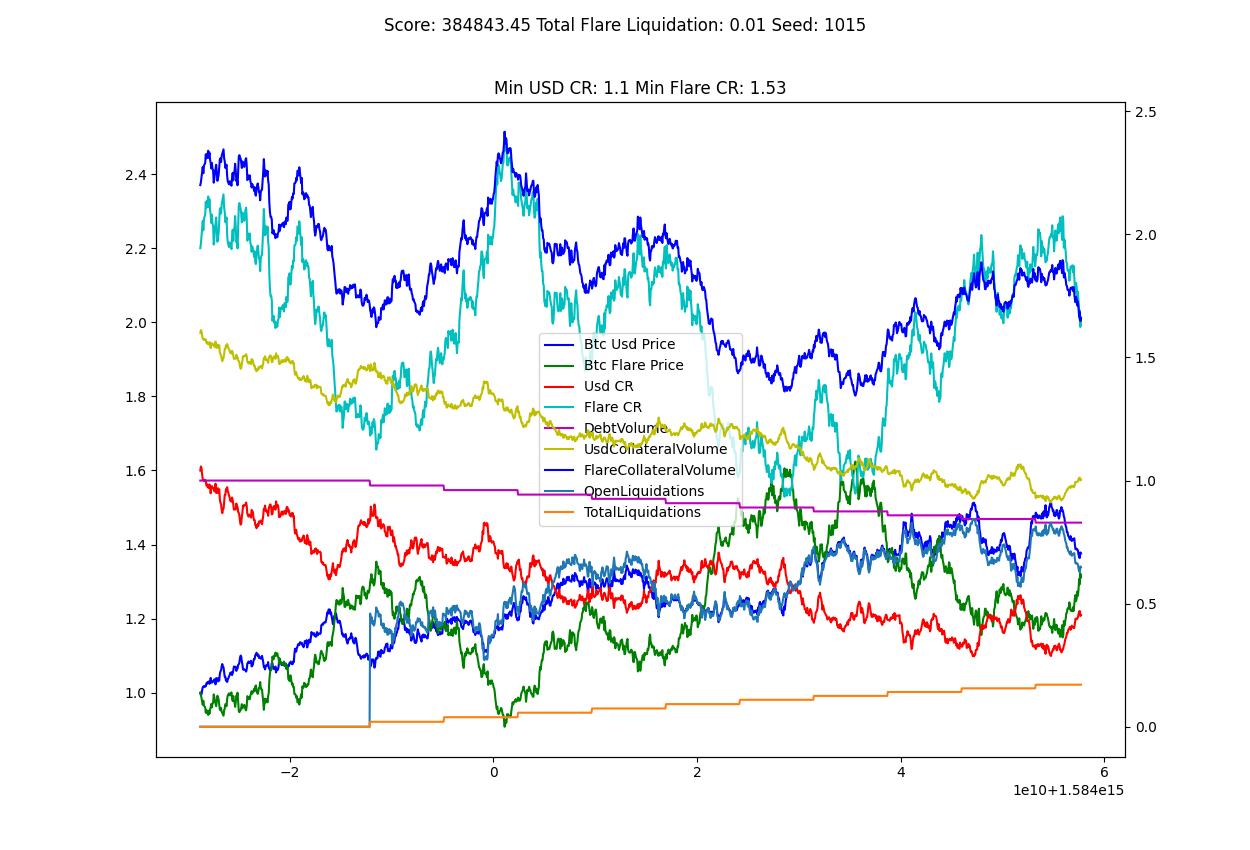 Score: 384843.45 Total Flare Liquidation: 0.01 Seed: 1015
Min USD CR: 1.1 Min Flare CR: 1.53
2.4
2.2
2.0
1.8
1.6
1.4
1.2
1.0
2.5
2.0
1.5
1.0
0.5
0.0
Btc Usd Price
Btc Flare Price
Usd CR
Flare CR
DebtVolume
UsdCollateralVolume
FlareCollateralVolume
OpenLiquidations
TotalLiquidations
−2 0 2 4 6
1e10+1.584e15